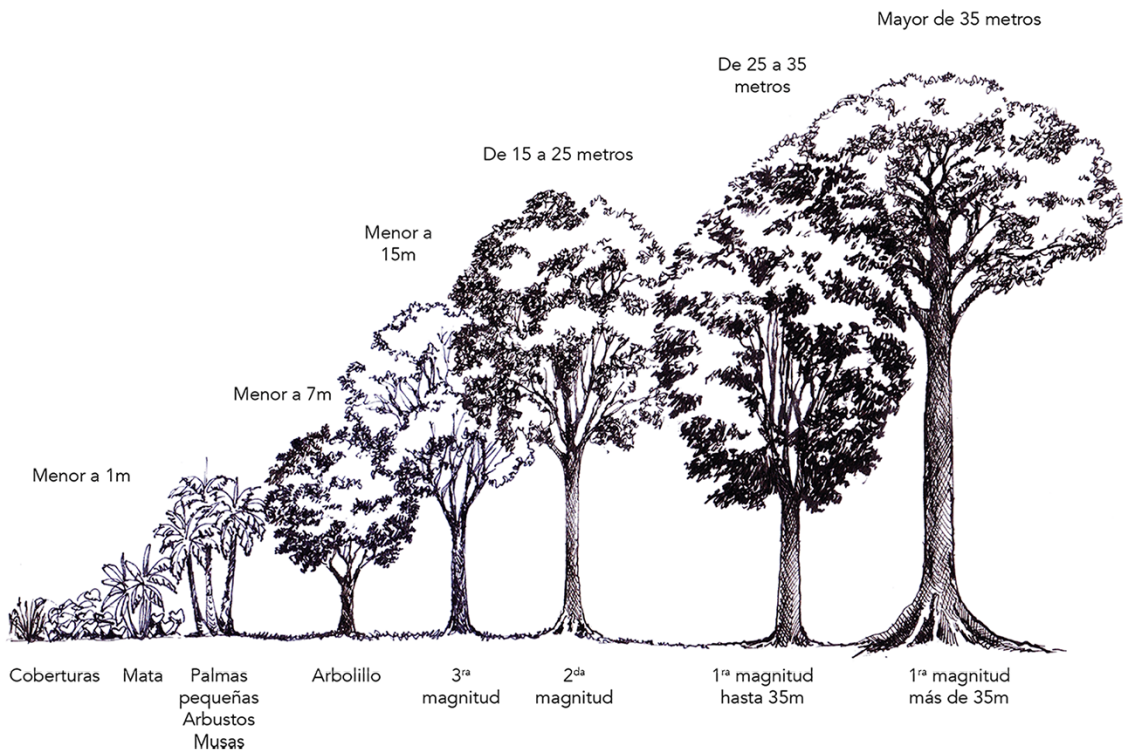 Mayor de 35 metros
De 25 a 35
metros
De 15 a 25 metros
Menor a
15m
Menor a 7m
Menor a 1m
Coberturas
Mata
Palmas
pequeñas
Arbustos
Musas
Arbolillo
3ra
magnitud
2da
magnitud
1ra magnitud
hasta 35m
1ra magnitud
más de 35m